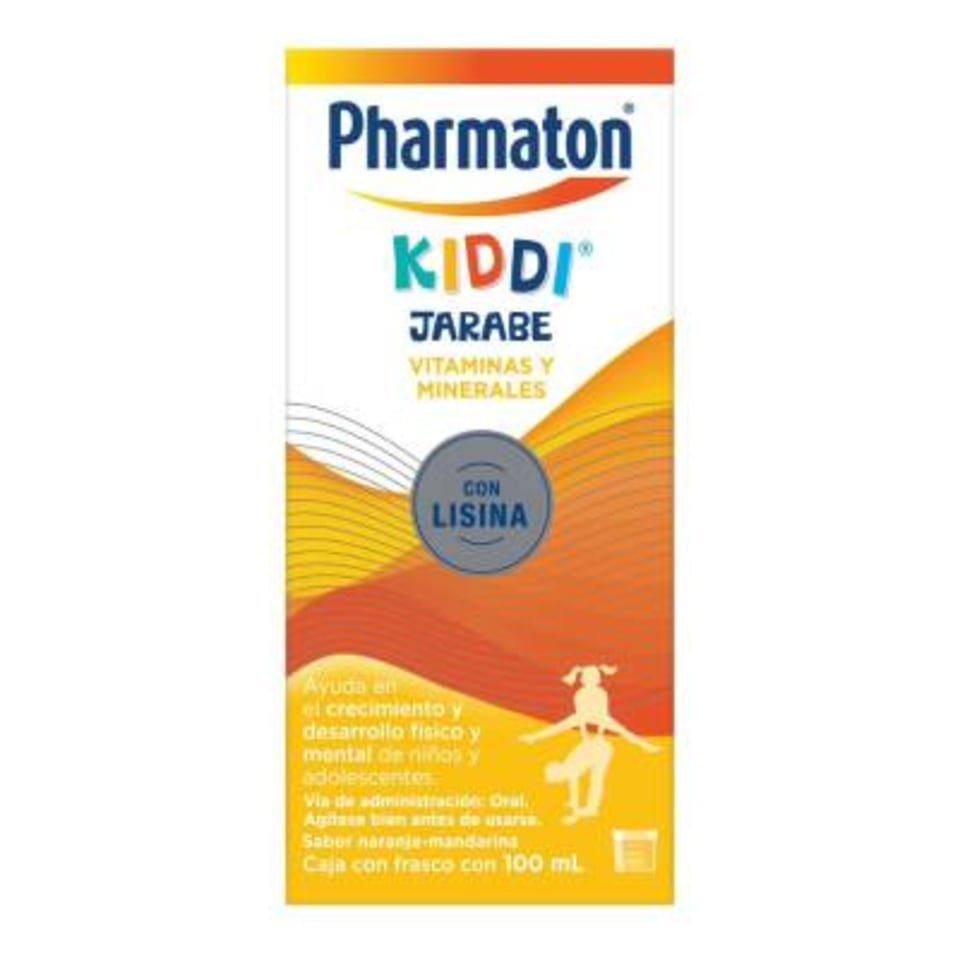 Pharmaton®
KIDDI®
JARABE
VITAMINAS Y
MINERALES
CON
LISINA
Ayuda en
el crecimiento y
desarrollo físico y
mental de niños y
adolescentes.
Vía de administración: Oral.
Agítese bien antes de usarse.
Sabor naranja-mandarina
Caja con frasco con 100 mL